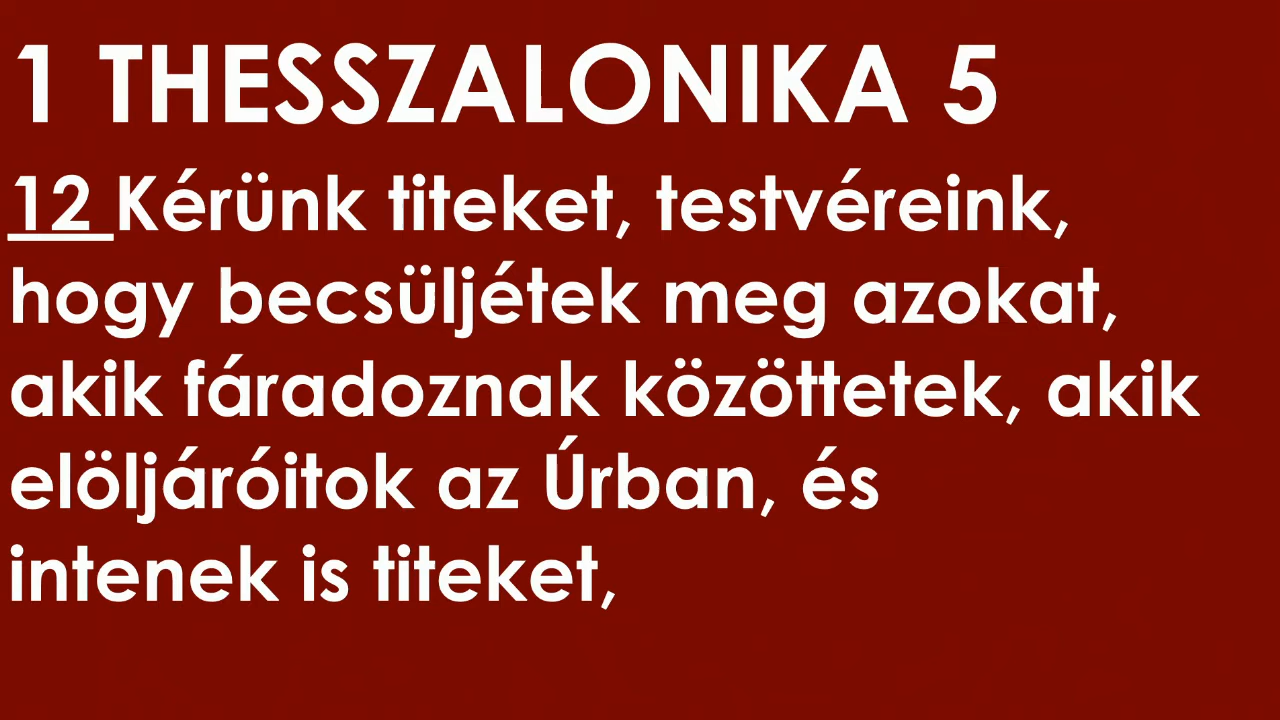 1 THESSZALONIKA 5
12 Kérünk titeket, testvéreink,
hogy becsüljétek meg azokat,
akik fáradoznak közöttetek, akik
elöljáróitok az Úrban, és
intenek is titeket,